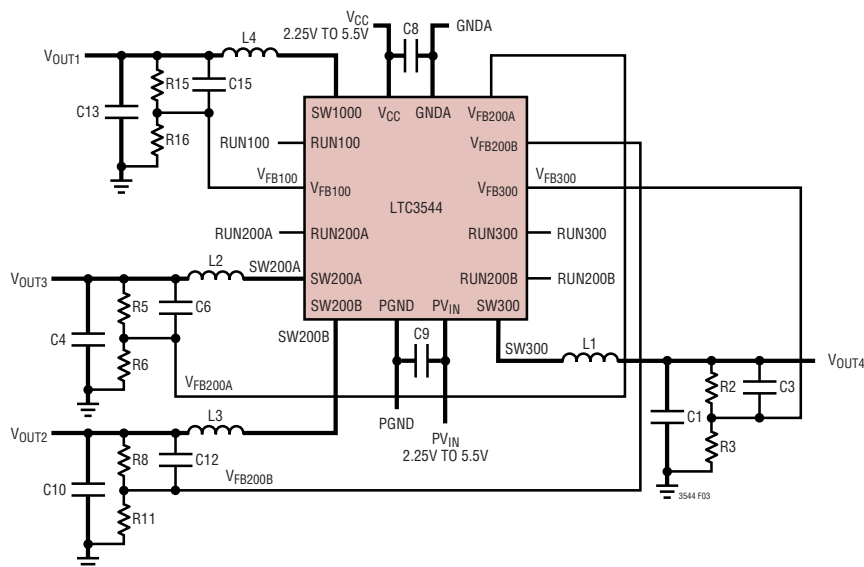 VCC
2.25V TO 5.5V
C8
GNDA
VOUT1
L4
R15
C15
C13
R16
SW1000
VCC
GNDA
VFB200A
RUN100
RUN100
VFB200B
VFB100
VFB100
VFB300
VFB300
LTC3544
RUN200A
RUN200A
RUN300
RUN300
VOUT3
L2
SW200A
SW200A
RUN200B
RUN200B
R5
C6
SW200B
PGND
PVIN
SW300
C4
R6
SW200B
C9
SW300
L1
VOUT4
VFB200A
R2
C3
VOUT2
L3
PGND
C1
R3
PVIN
2.25V TO 5.5V
R8
C12
C10
VFB200B
R11
3544 F03